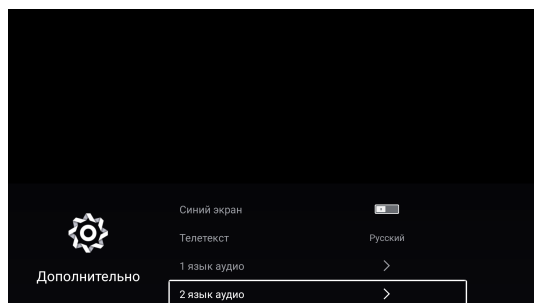 Синий экран
Телетекст Русский
1 язык аудио
Дополнительно
2 язык аудио